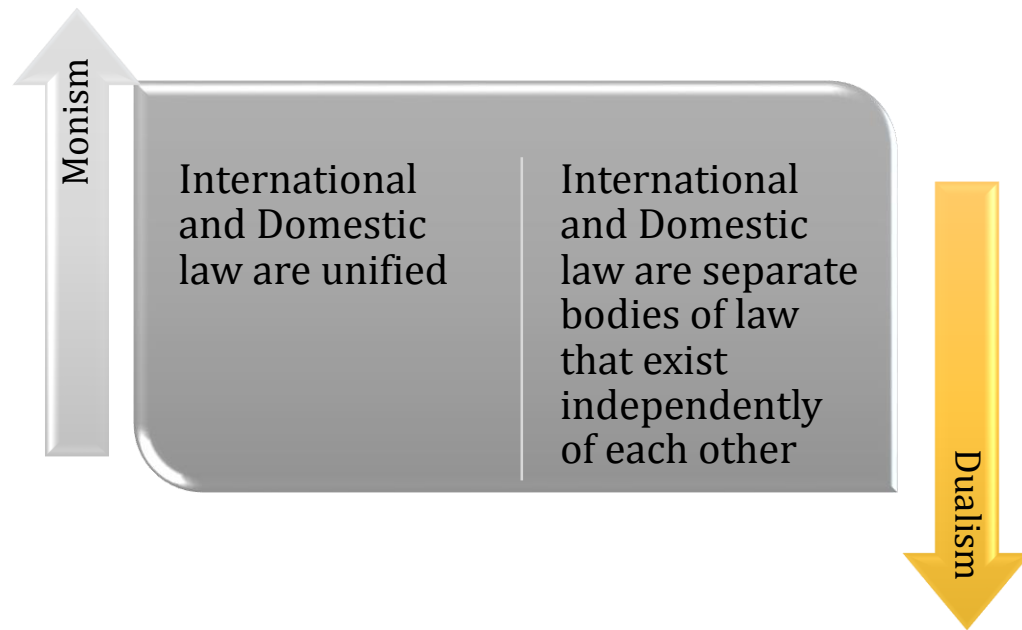 Monism
International
and Domestic
law are unified
International
and Domestic
law are separate
bodies of law
that exist
independently
of each other
Dualism